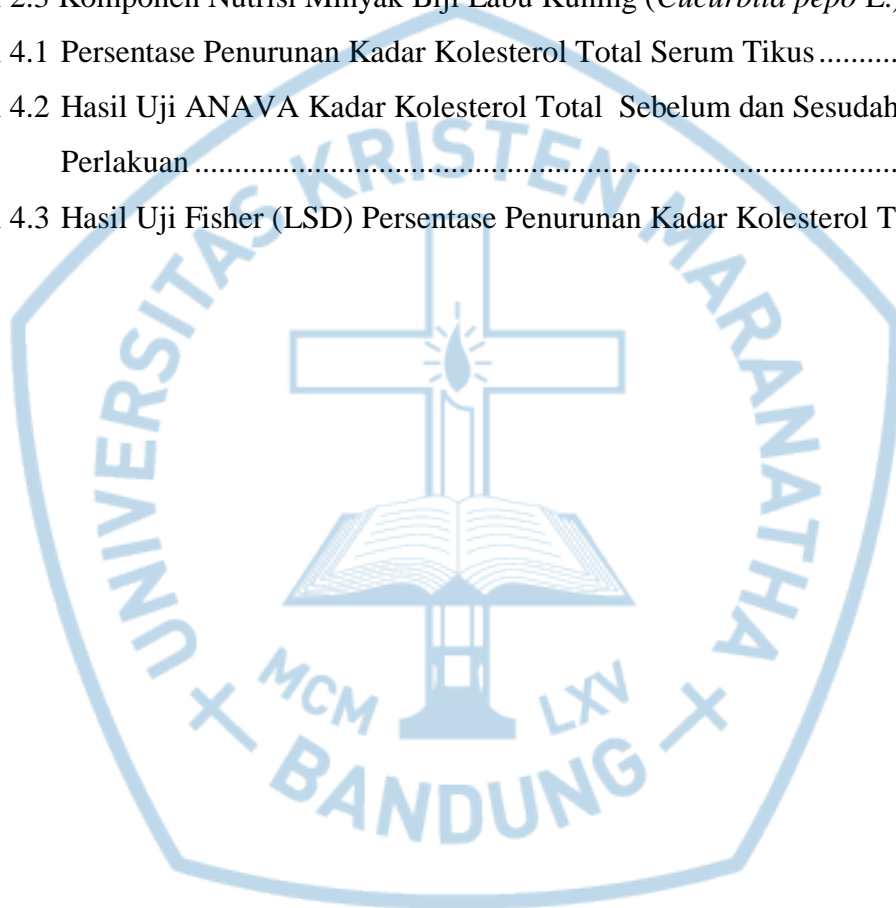 2.3 Komponen Nutrisi Minyak Biji Labu Kuning (Cucurbita pepo L.)
4.1 Persentase Penurunan Kadar Kolesterol Total Serum Tikus ..........
4.2 Hasil Uji ANAVA Kadar Kolesterol Total  Sebelum dan Sesudah
Perlakuan ..........................................................................................
4.3 Hasil Uji Fisher (LSD) Persentase Penurunan Kadar Kolesterol T
UNIVERSITAS KRISTEN MARANATHA
MCM LXV
BANDUNG